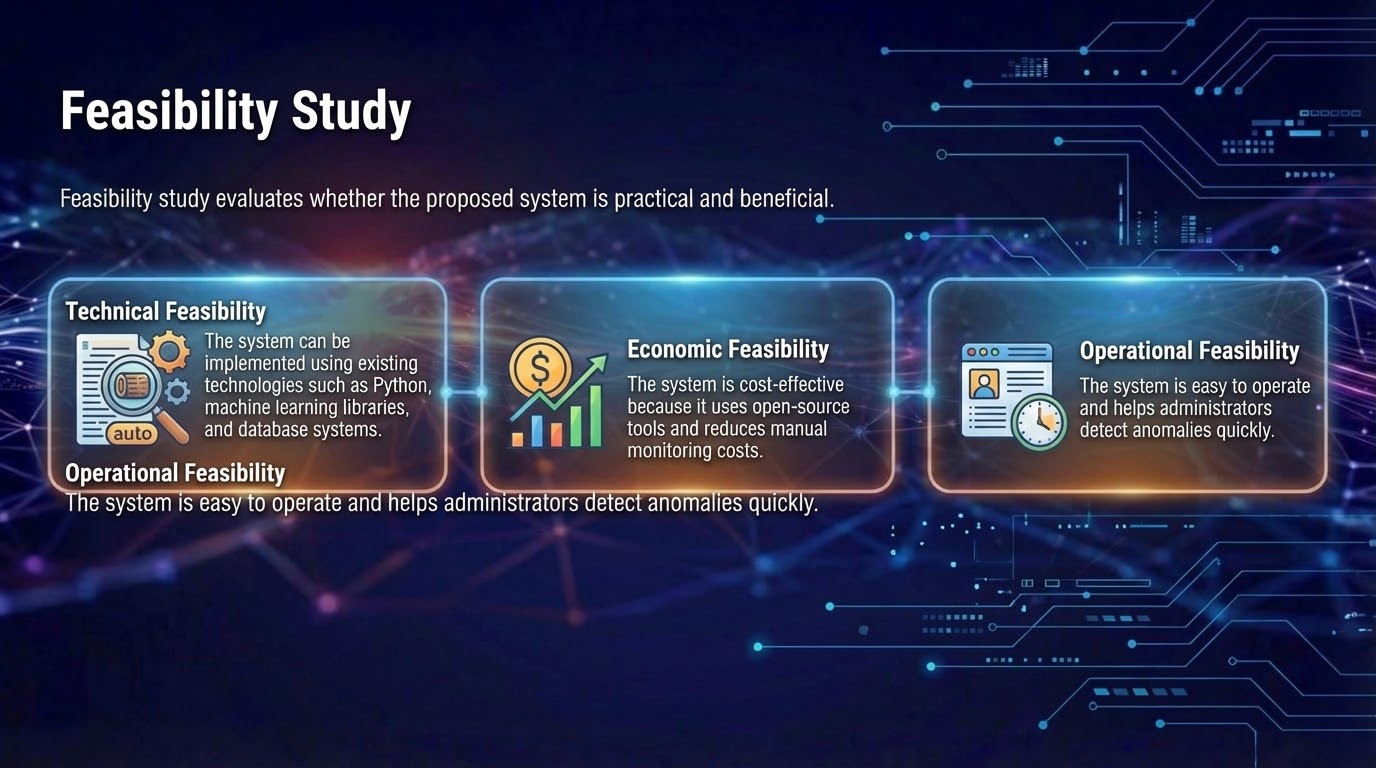 Feasibility Study
Feasibility study evaluates whether the proposed system is practical and beneficial.
Technical Feasibility
The system can be
implemented using existing
technologies such as Python,
machine learning libraries,
and database systems.
auto
Operational Feasibility
The system is easy to operate and helps administrators detect anomalies quickly.
$
Economic Feasibility
The system is cost-effective
because it uses open-source
tools and reduces manual
monitoring costs.
Operational Feasibility
The system is easy to operate
and helps administrators
detect anomalies quickly.